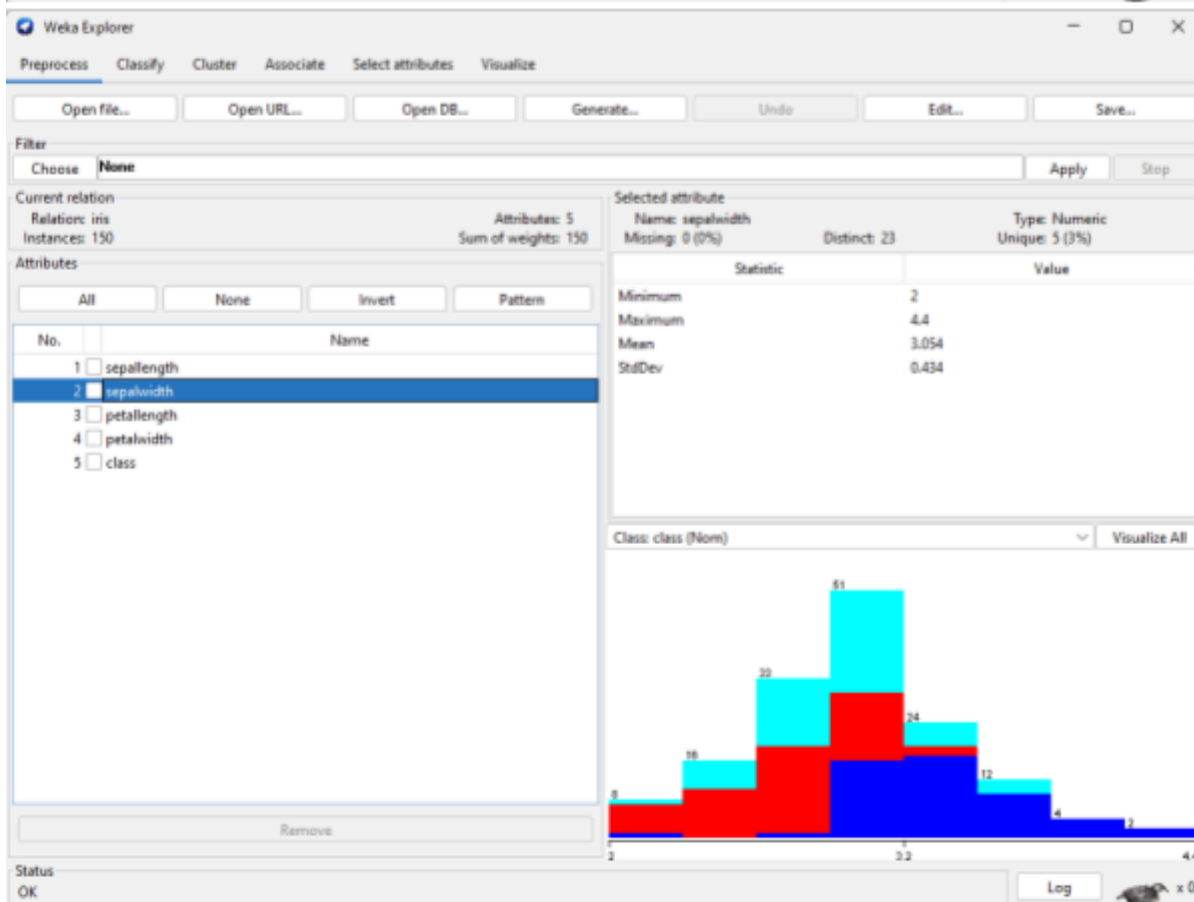 Weka Explorer
Preprocess Classify Cluster Associate Select attributes Visualize
Open file... Open URL... Open DB... Generate... Undo Edit... Save...
Filter
Choose None Apply Stop
Current relation
Relation: iris Attributes: 5
Instances: 150 Sum of weights: 150
Selected attribute
Name: sepalwidth Type: Numeric
Missing: 0 (0%) Distinct: 23 Unique: 5 (3%)
Attributes
All None Invert Pattern
No. Name
1 sepallength
2 sepalwidth
3 petallength
4 petalwidth
5 class
Remove
Statistic Value
Minimum 2
Maximum 4.4
Mean 3.054
StdDev 0.434
Class: class (Nom) Visualize All
51
24
12
4
2
2 3.2 4.4
Status
OK
Log x 0